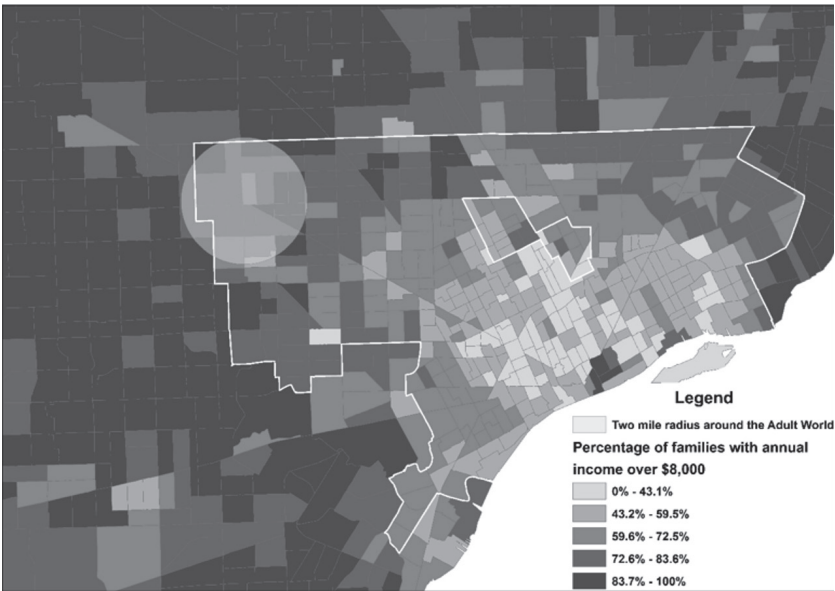 Legend
Two mile radius around the Adult World
Percentage of families with annual
income over $8,000
0% - 43.1%
43.2% - 59.5%
59.6% - 72.5%
72.6% - 83.6%
83.7% - 100%